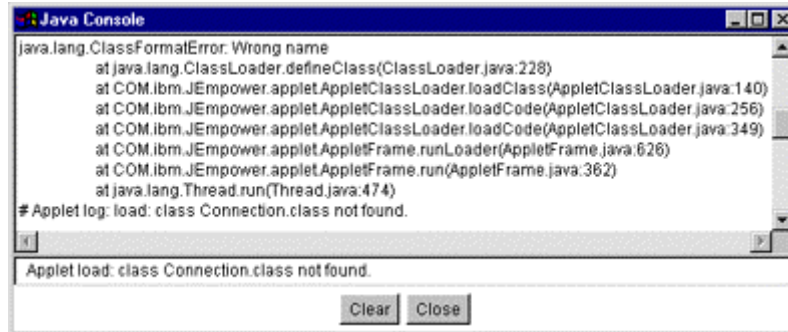 Java Console
java.lang.ClassFormatError: Wrong name
at java.lang.ClassLoader.defineClass(ClassLoader.java:228)
at COM.ibm.JEmpower.applet.AppletClassLoader.loadClass(AppletClassLoader.java:140)
at COM.ibm.JEmpower.applet.AppletClassLoader.loadCode(AppletClassLoader.java:256)
at COM.ibm.JEmpower.applet.AppletClassLoader.loadCode(AppletClassLoader.java:349)
at COM.ibm.JEmpower.applet.AppletFrame.runLoader(AppletFrame.java:626)
at COM.ibm.JEmpower.applet.AppletFrame.run(AppletFrame.java:362)
at java.lang.Thread.run(Thread.java:474)
# Applet log: load: class Connection.class not found.
Applet load: class Connection.class not found.
Clear Close